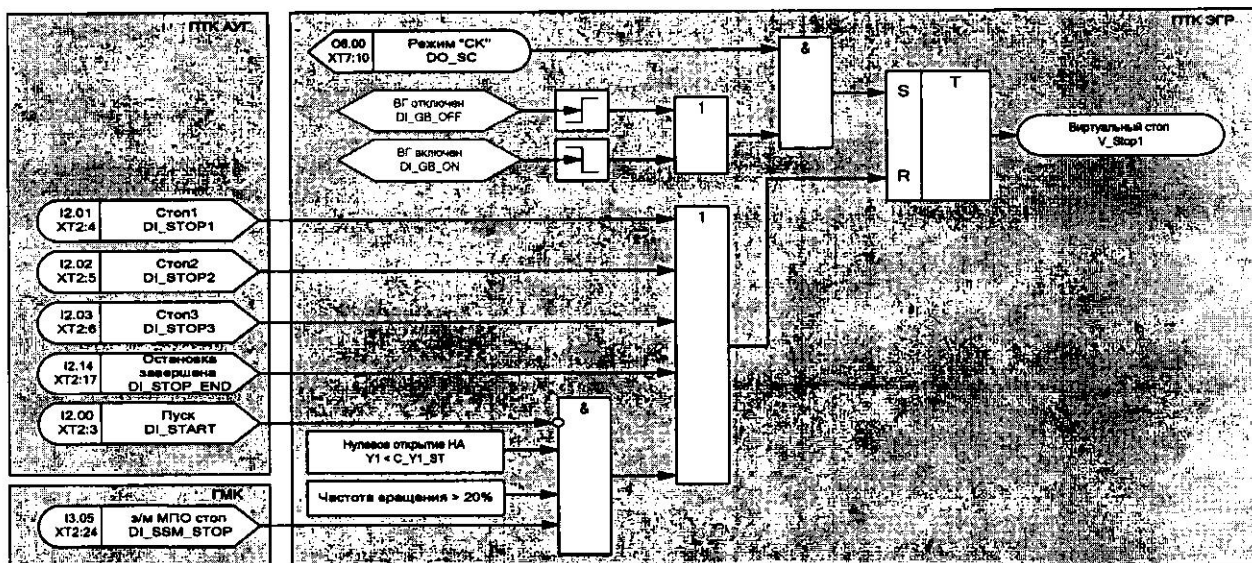 ПТК АУГ
ПТК ЭГР
O6.00
XT7:10
Режим "СК"
DO_SC
&
ВГ отключен
DI_GB_OFF
1
S
T
Виртуальный стоп
V_Stop1
ВГ включен
DI_GB_ON
R
I2.01
XT2:4
Стоп1
DI_STOP1
1
I2.02
XT2:5
Стоп2
DI_STOP2
I2.03
XT2:6
Стоп3
DI_STOP3
I2.14
XT2:17
Остановка
завершена
DI_STOP_END
I2.00
XT2:3
Пуск
DI_START
&
Нулевое открытие НА
Y1 < C_Y1_ST
Частота вращения > 20%
ГМК
I3.05
XT2:24
э/м МПО стоп
DI_SSM_STOP